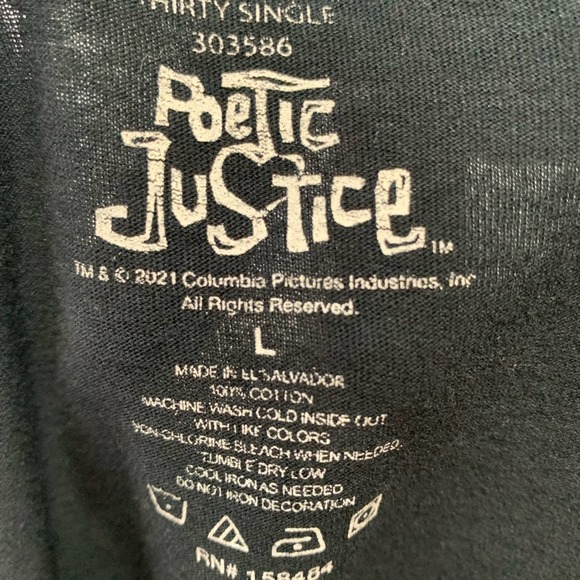 THIRTY SINGLE
303586
POETIC
JUSTICE TM
TM & © 2021 Columbia Pictures Industries, Inc
All Rights Reserved.
L
MADE IN EL SALVADOR
100% COTTON
MACHINE WASH COLD INSIDE OUT
WITH LIKE COLORS
NON-CHLORINE BLEACH WHEN NEEDED
TUMBLE DRY LOW
COOL IRON AS NEEDED
DO NOT IRON DECORATION
RN# 158484